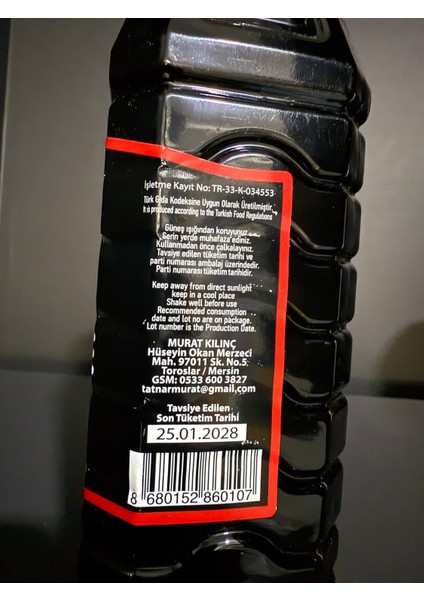 İşletme Kayıt No: TR-33-K-034553
Türk Gıda Kodeksine Uygun Olarak Üretilmiştir.
It is produced according to the Turkish Food Regulations
Güneş ışığından koruyunuz
Serin yerde muhafaza ediniz.
Kullanmadan önce çalkalayınız.
Tavsiye edilen tüketim tarihi ve
parti numarası ambalaj üzerindedir.
Parti numarası tüketim tarihidir.
Keep away from direct sunlight
keep in a cool place
Shake well before use
Recommended consumption
date and lot no are on package.
Lot number is the Production Date.
MURAT KILINÇ
Hüseyin Okan Merzeci
Mah. 97011 Sk. No.5
Toroslar / Mersin
GSM: 0533 600 3827
tatnarmurat@gmail.com
Tavsiye Edilen
Son Tüketim Tarihi
25.01.2028
8 680152 860107